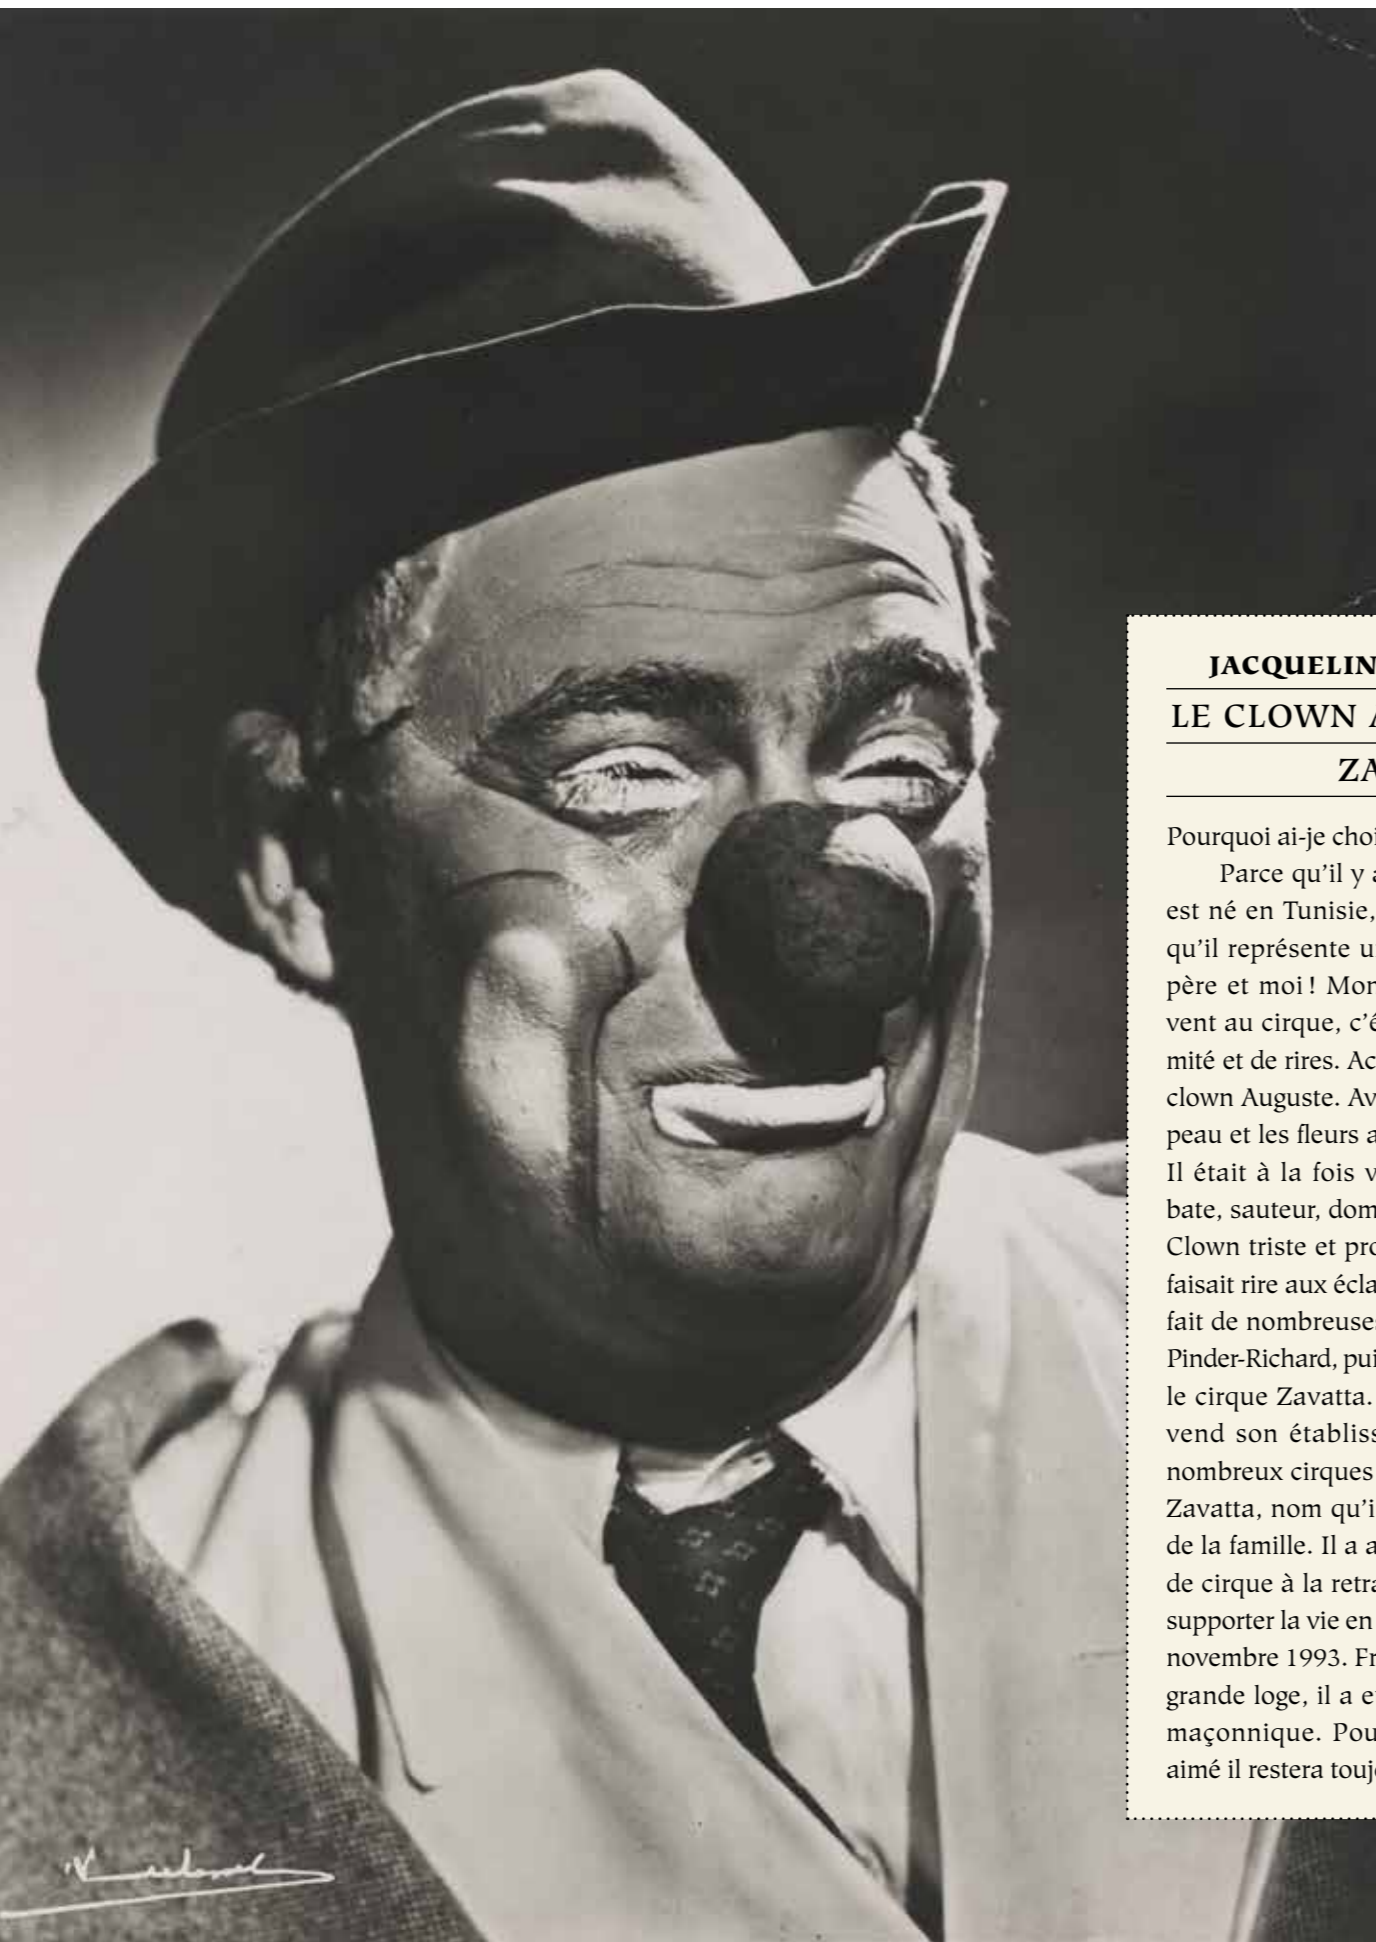 JACQUELIN
LE CLOWN A
ZA
Pourquoi ai-je choi
Parce qu’il y a
est né en Tunisie,
qu’il représente u
père et moi ! Mon
vent au cirque, c’é
mité et de rires. Ac
clown Auguste. Av
peau et les fleurs a
Il était à la fois v
bate, sauteur, dom
Clown triste et pro
faisait rire aux écla
fait de nombreuses
Pinder-Richard, pui
le cirque Zavatta.
vend son établiss
nombreux cirques
Zavatta, nom qu’i
de la famille. Il a a
de cirque à la retra
supporter la vie en
novembre 1993. Fr
grande loge, il a e
maçonnique. Pou
aimé il restera touj